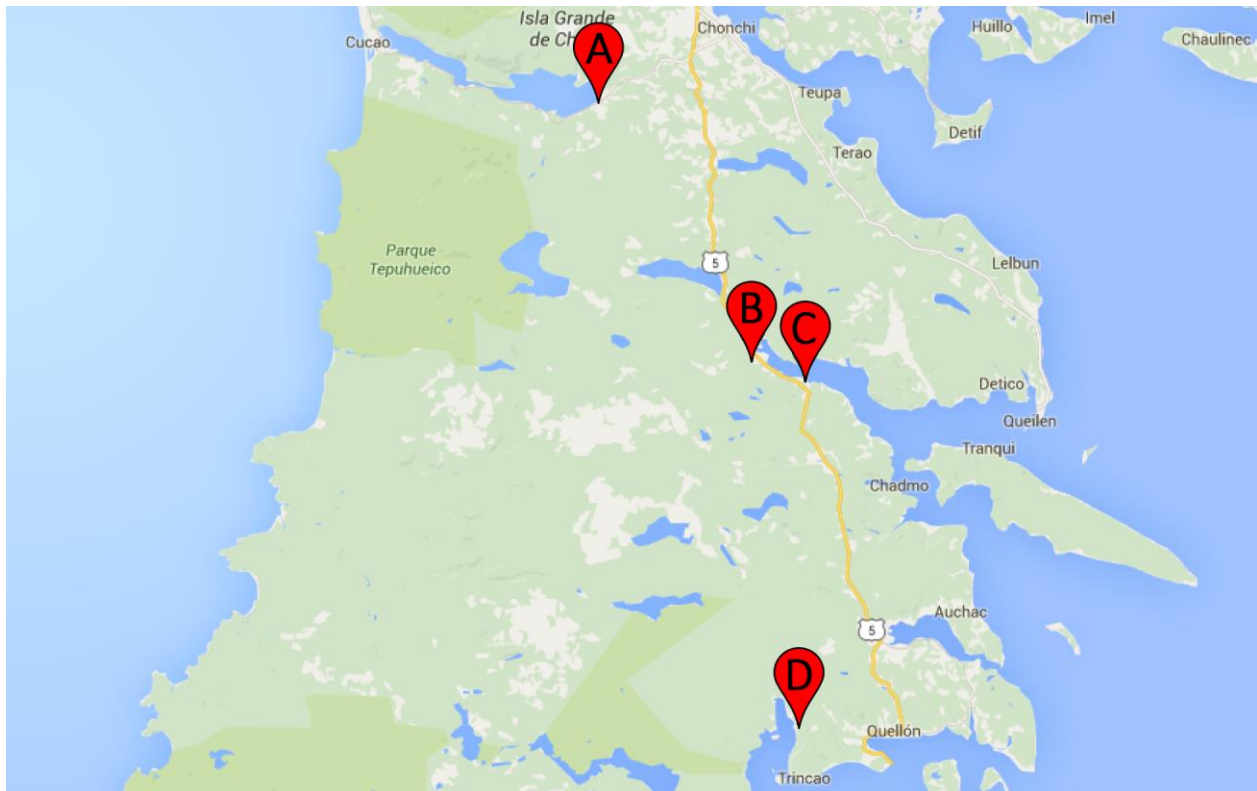 Isla Grande
de Ch
A
Cucao
Chonchi
Huillo
Imel
Chaulinec
Teupa
Detif
Terao
Parque
Tepuhueico
5
Lelbun
B
C
Detico
Queilen
Tranqui
Chadmo
Auchac
5
D
Quellón
Trincao